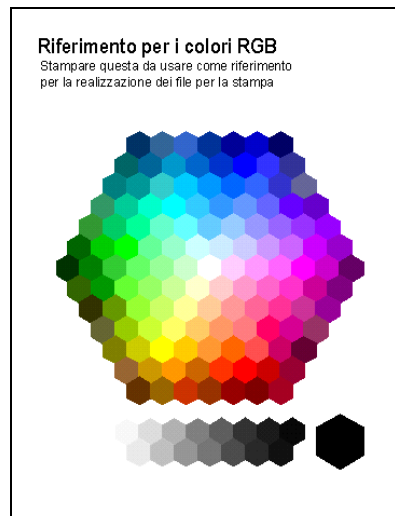 Riferimento per i colori RGB
Stampare questa da usare come riferimento
per la realizzazione dei file per la stampa